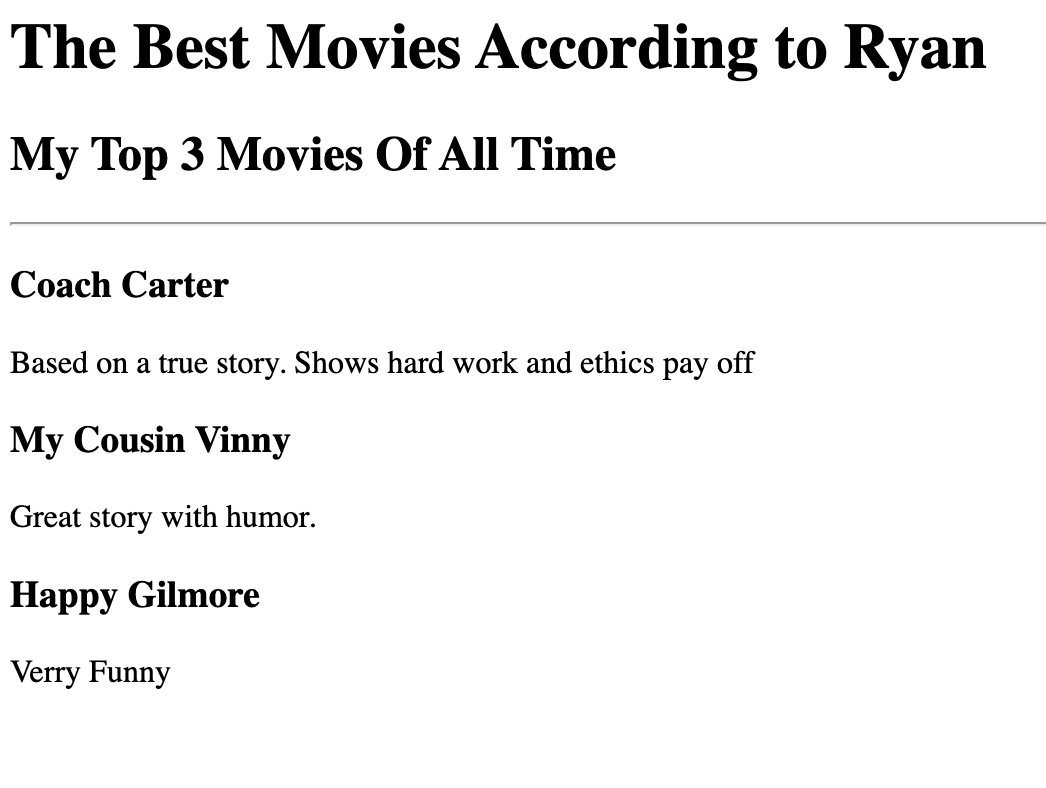 The Best Movies According to Ryan
My Top 3 Movies Of All Time
Coach Carter
Based on a true story. Shows hard work and ethics pay off
My Cousin Vinny
Great story with humor.
Happy Gilmore
Verry Funny